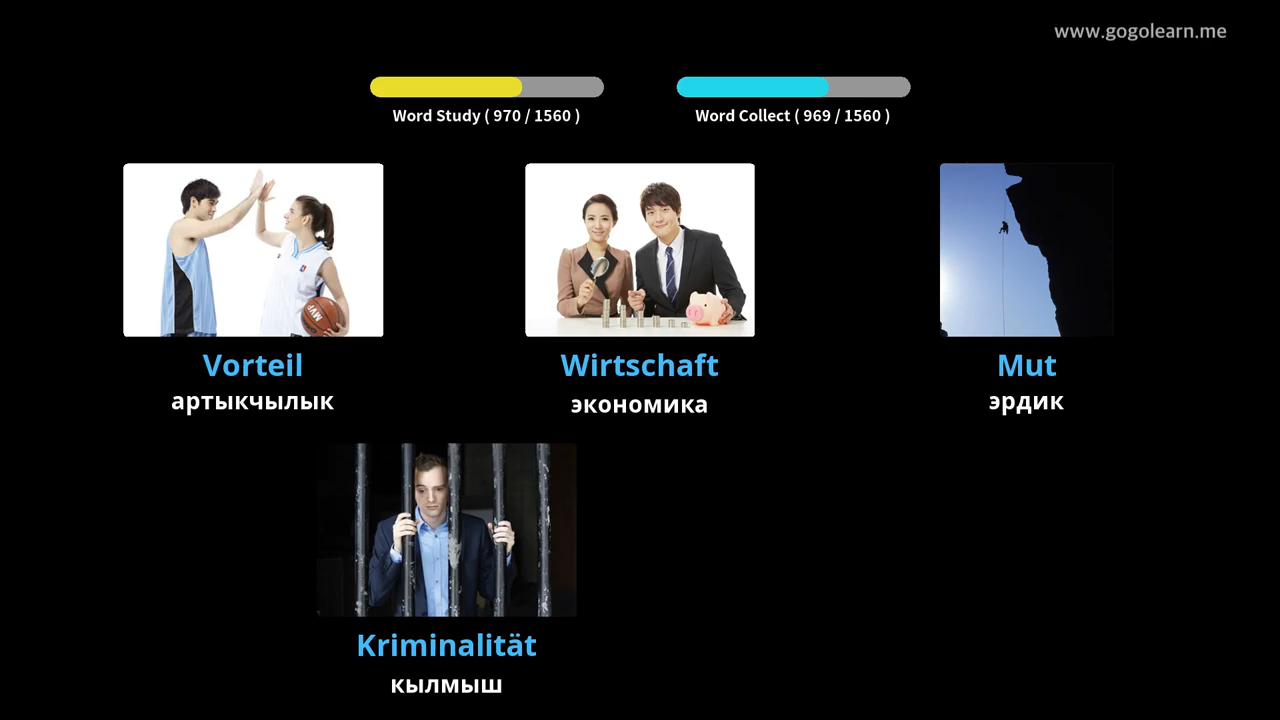 www.gogolearn.me
Word Study ( 970 / 1560 )
Word Collect ( 969 / 1560 )
MVP
Vorteil
артыкчылык
Wirtschaft
экономика
Mut
эрдик
Kriminalität
кылмыш